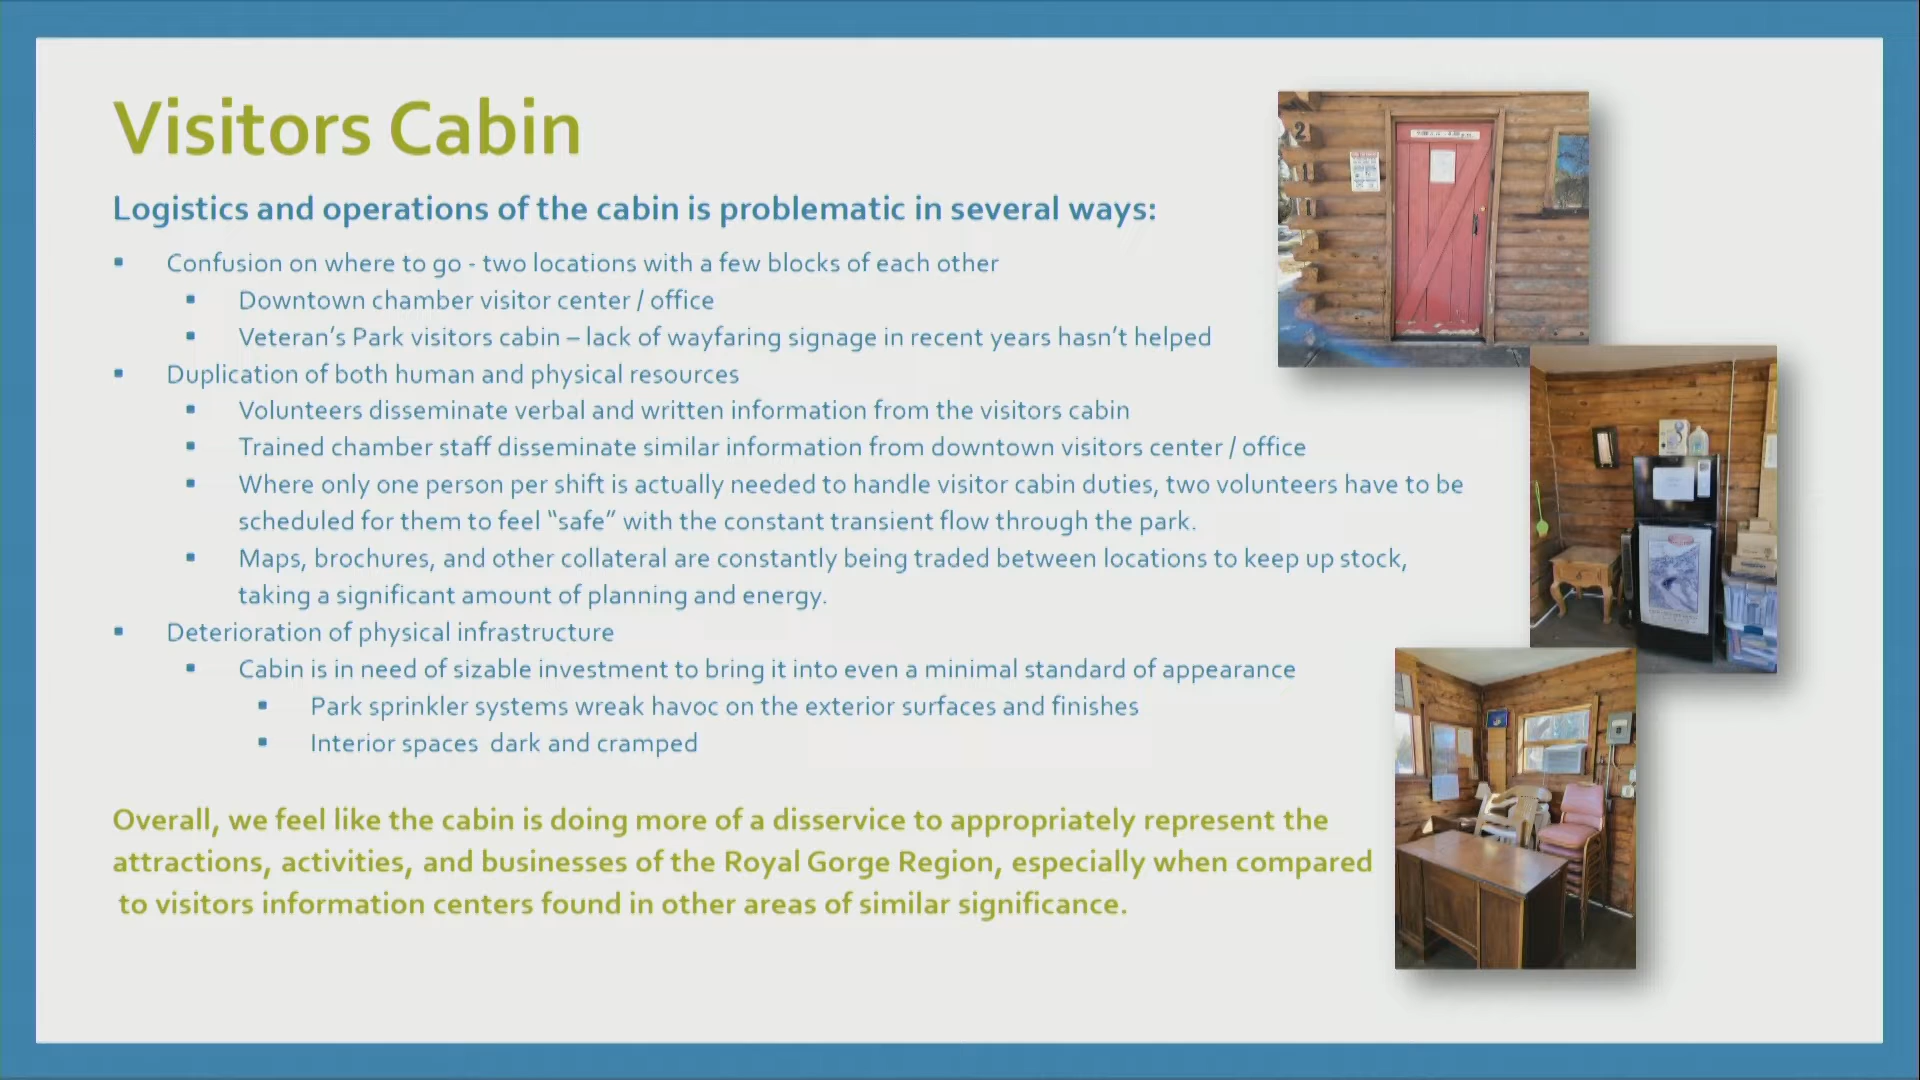 Visitors Cabin
Logistics and operations of the cabin is problematic in several ways:
▪ Confusion on where to go - two locations with a few blocks of each other
▪ Downtown chamber visitor center / office
▪ Veteran’s Park visitors cabin – lack of wayfaring signage in recent years hasn’t helped
▪ Duplication of both human and physical resources
▪ Volunteers disseminate verbal and written information from the visitors cabin
▪ Trained chamber staff disseminate similar information from downtown visitors center / office
▪ Where only one person per shift is actually needed to handle visitor cabin duties, two volunteers have to be
scheduled for them to feel “safe” with the constant transient flow through the park.
▪ Maps, brochures, and other collateral are constantly being traded between locations to keep up stock,
taking a significant amount of planning and energy.
▪ Deterioration of physical infrastructure
▪ Cabin is in need of sizable investment to bring it into even a minimal standard of appearance
▪ Park sprinkler systems wreak havoc on the exterior surfaces and finishes
▪ Interior spaces dark and cramped
Overall, we feel like the cabin is doing more of a disservice to appropriately represent the
attractions, activities, and businesses of the Royal Gorge Region, especially when compared
to visitors information centers found in other areas of similar significance.
2